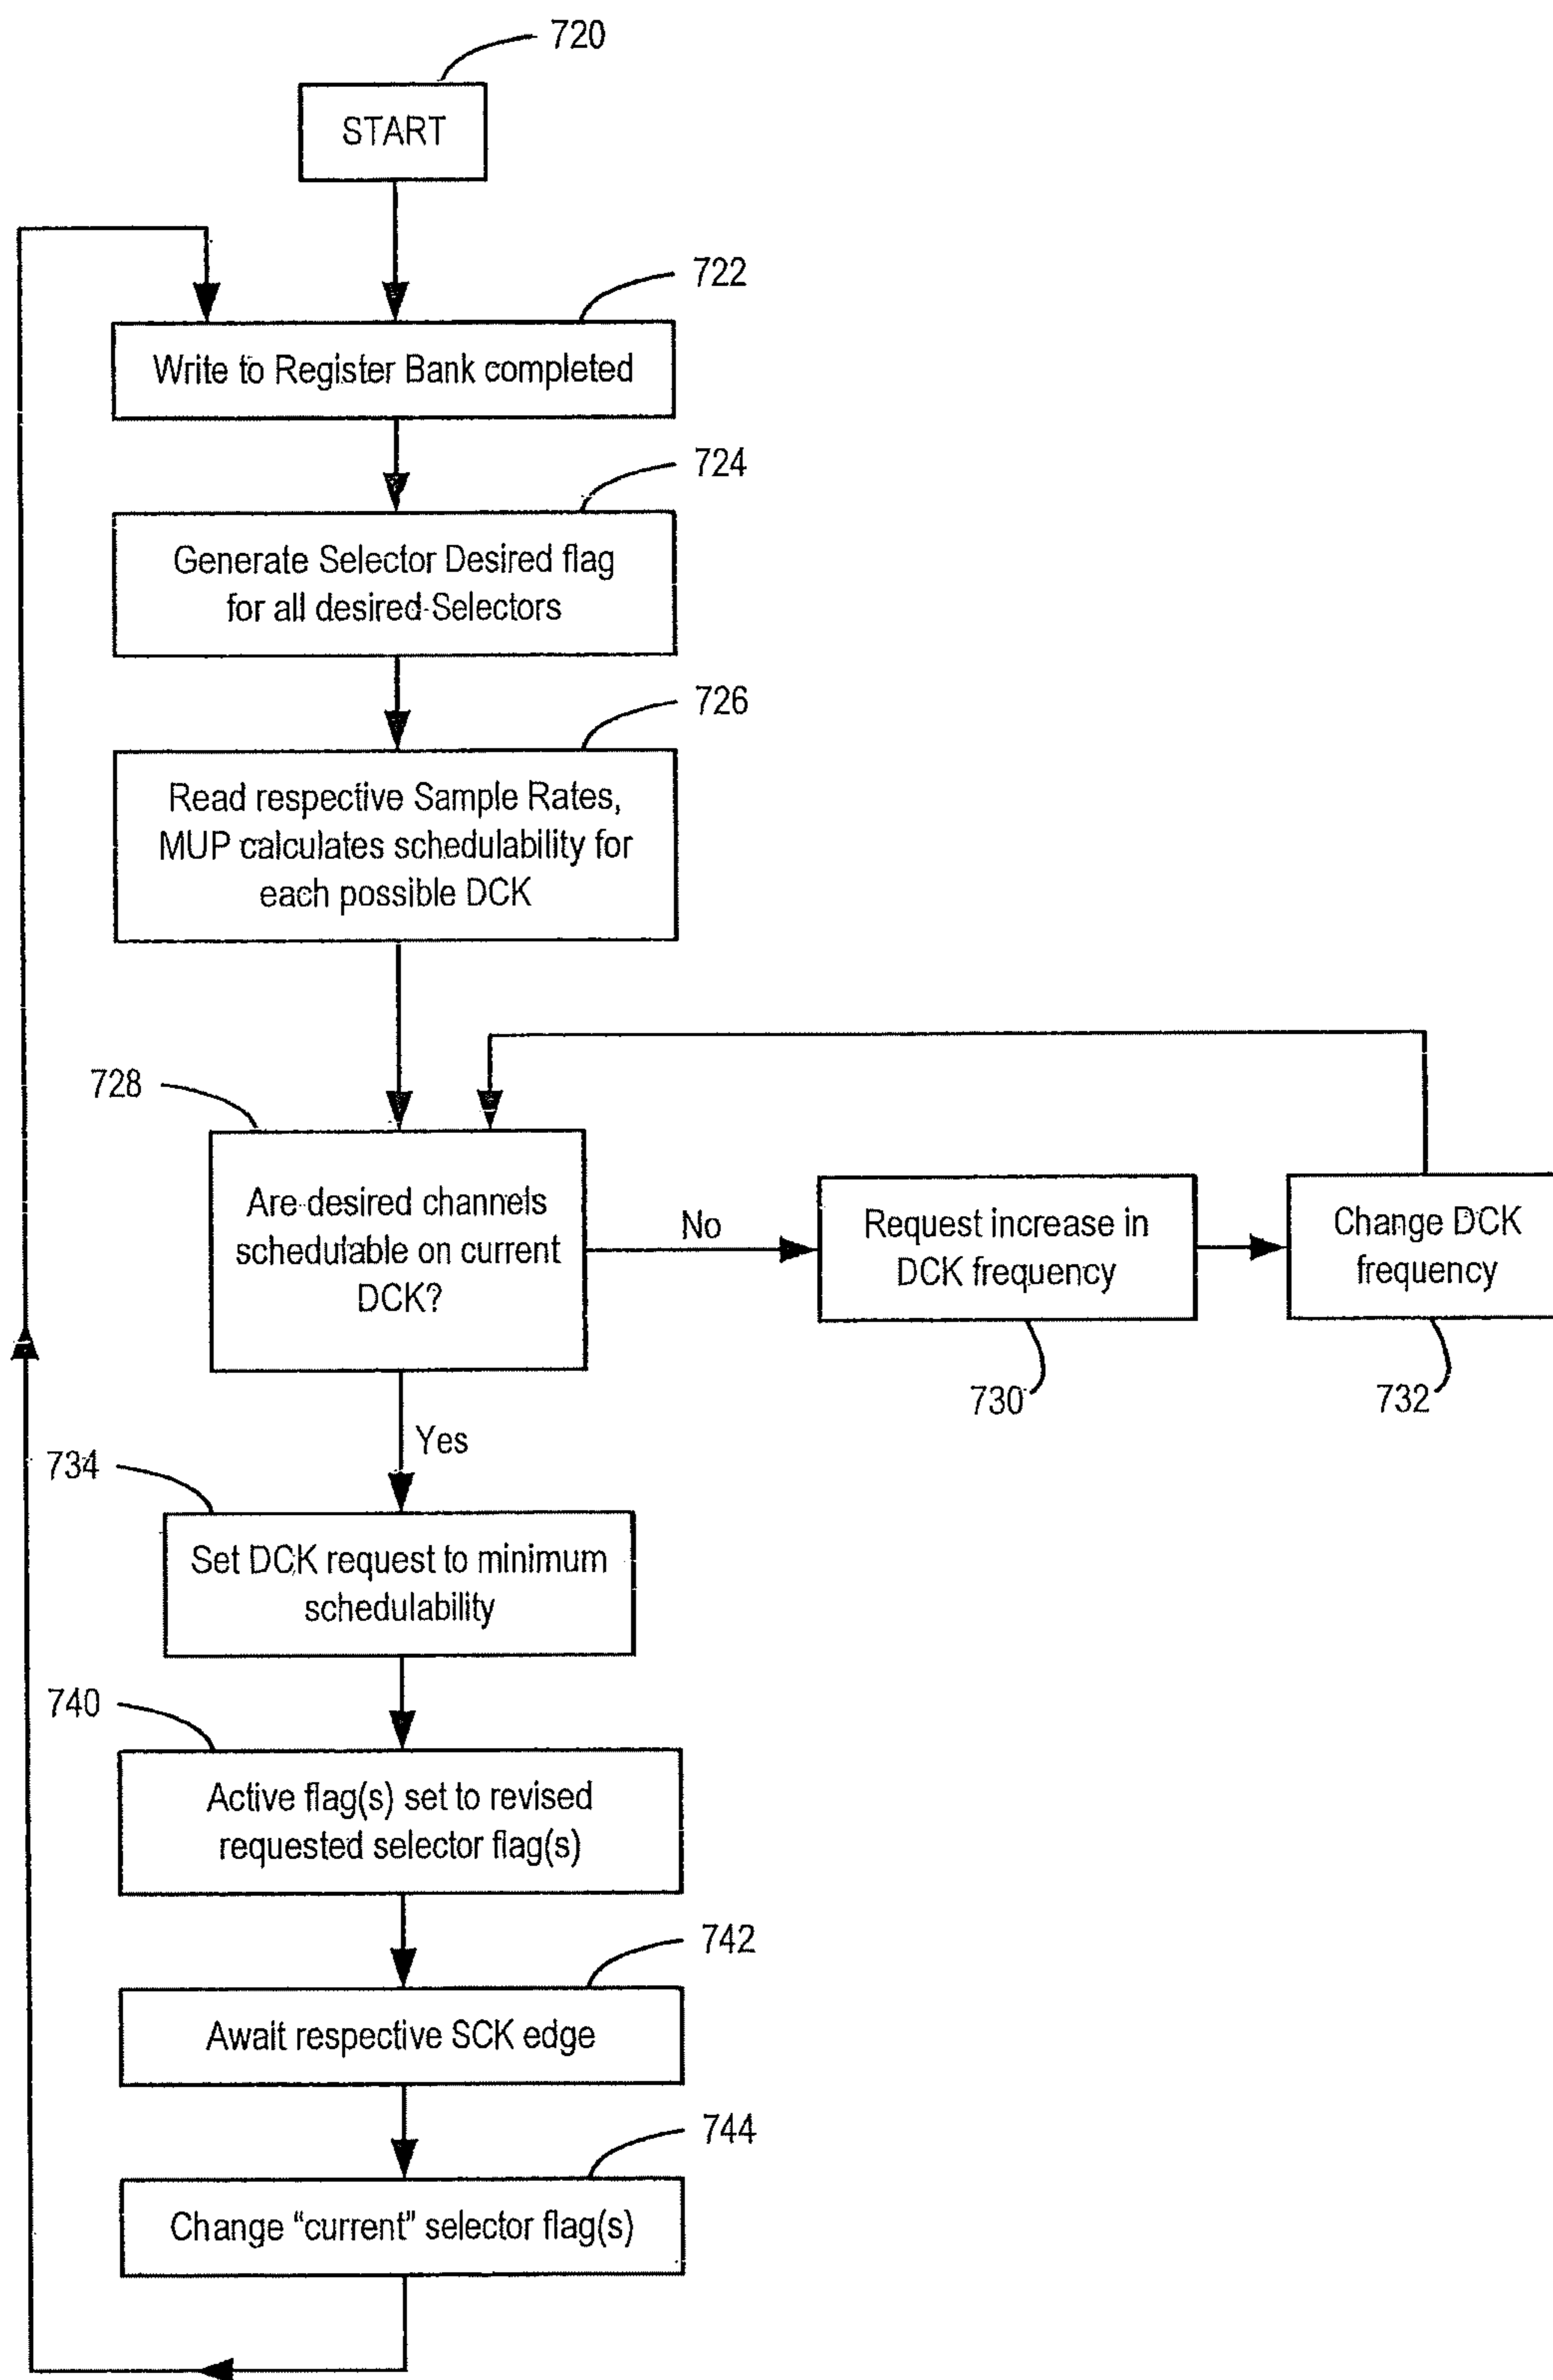 720
START
722
Write to Register Bank completed
724
Generate Selector Desired flag
for all desired Selectors
726
Read respective Sample Rates,
MUP calculates schedulability for
each possible DCK
728
Are desired channels
schedulable on current
DCK?
No
Request increase in
DCK frequency
730
Change DCK
frequency
732
Yes
734
Set DCK request to minimum
schedulability
740
Active flag(s) set to revised
requested selector flag(s)
742
Await respective SCK edge
744
Change “current” selector flag(s)